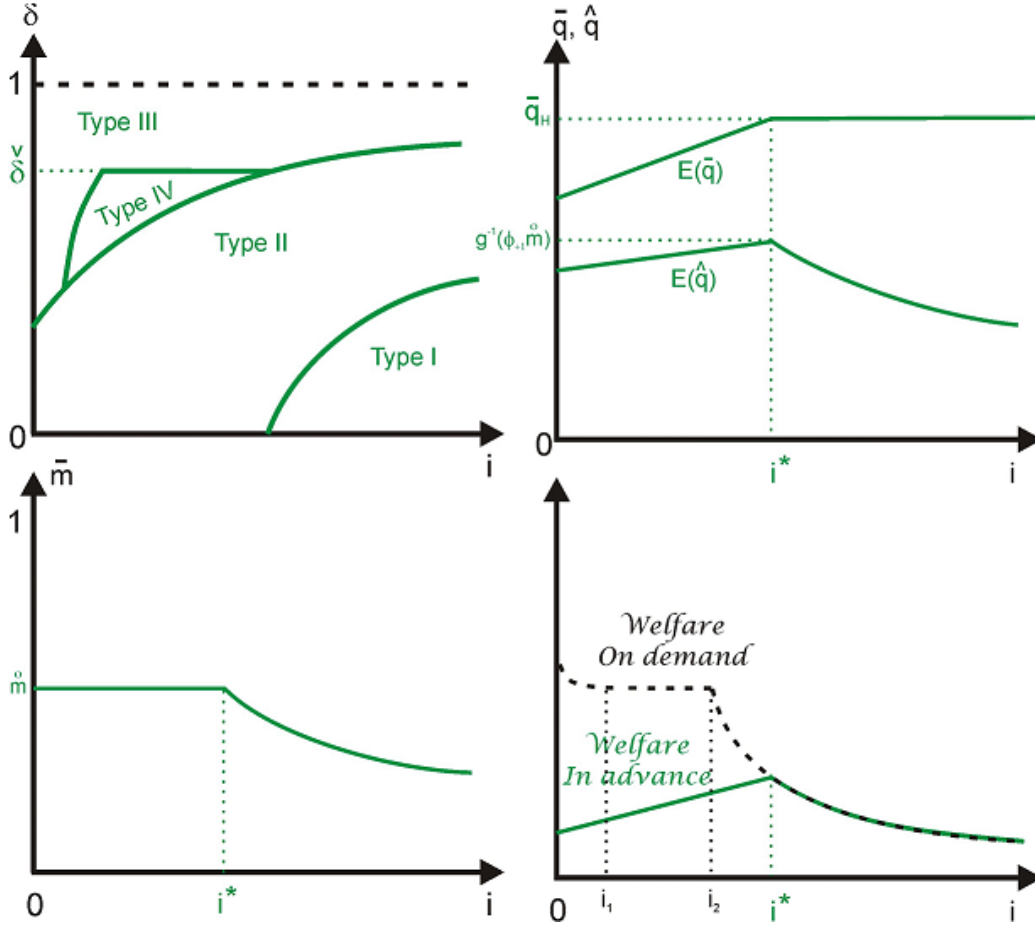 δ
1
Type III
δ̌
Type IV
Type II
Type I
0
i
q̄, q̂
q̄H
E(q̄)
g⁻¹(ϕ₊₁m̊)
E(q̂)
0
i*
i
m̄
1
m̊
0
i*
i
Welfare
On demand
Welfare
In advance
0
i₁
i₂
i*
i